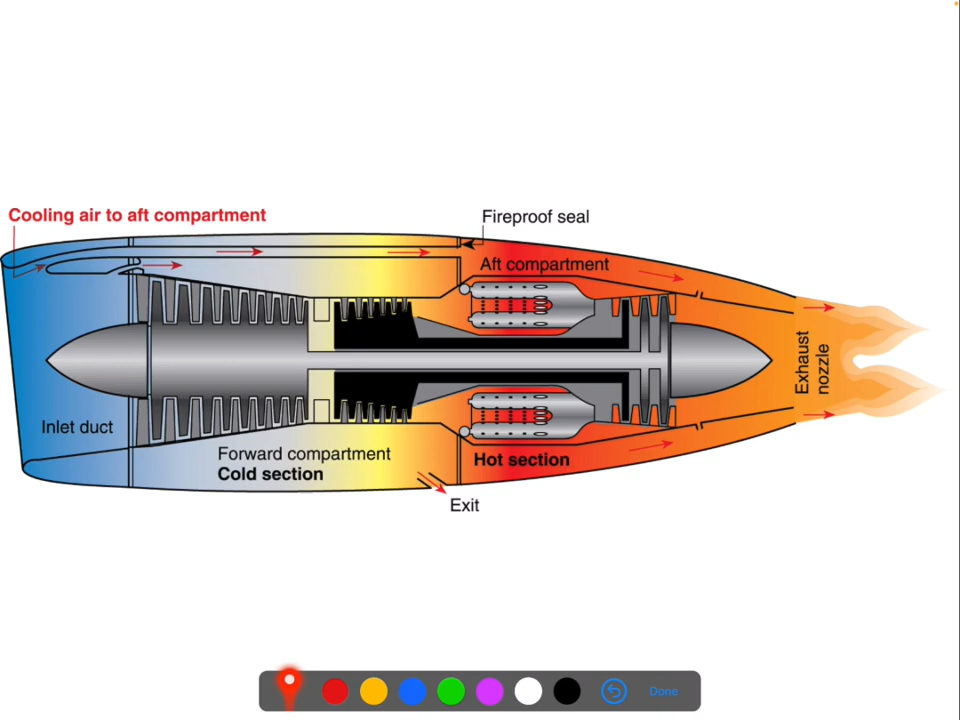 Cooling air to aft compartment
Fireproof seal
Aft compartment
Exhaust
nozzle
Inlet duct
Forward compartment
Cold section
Hot section
Exit
Done